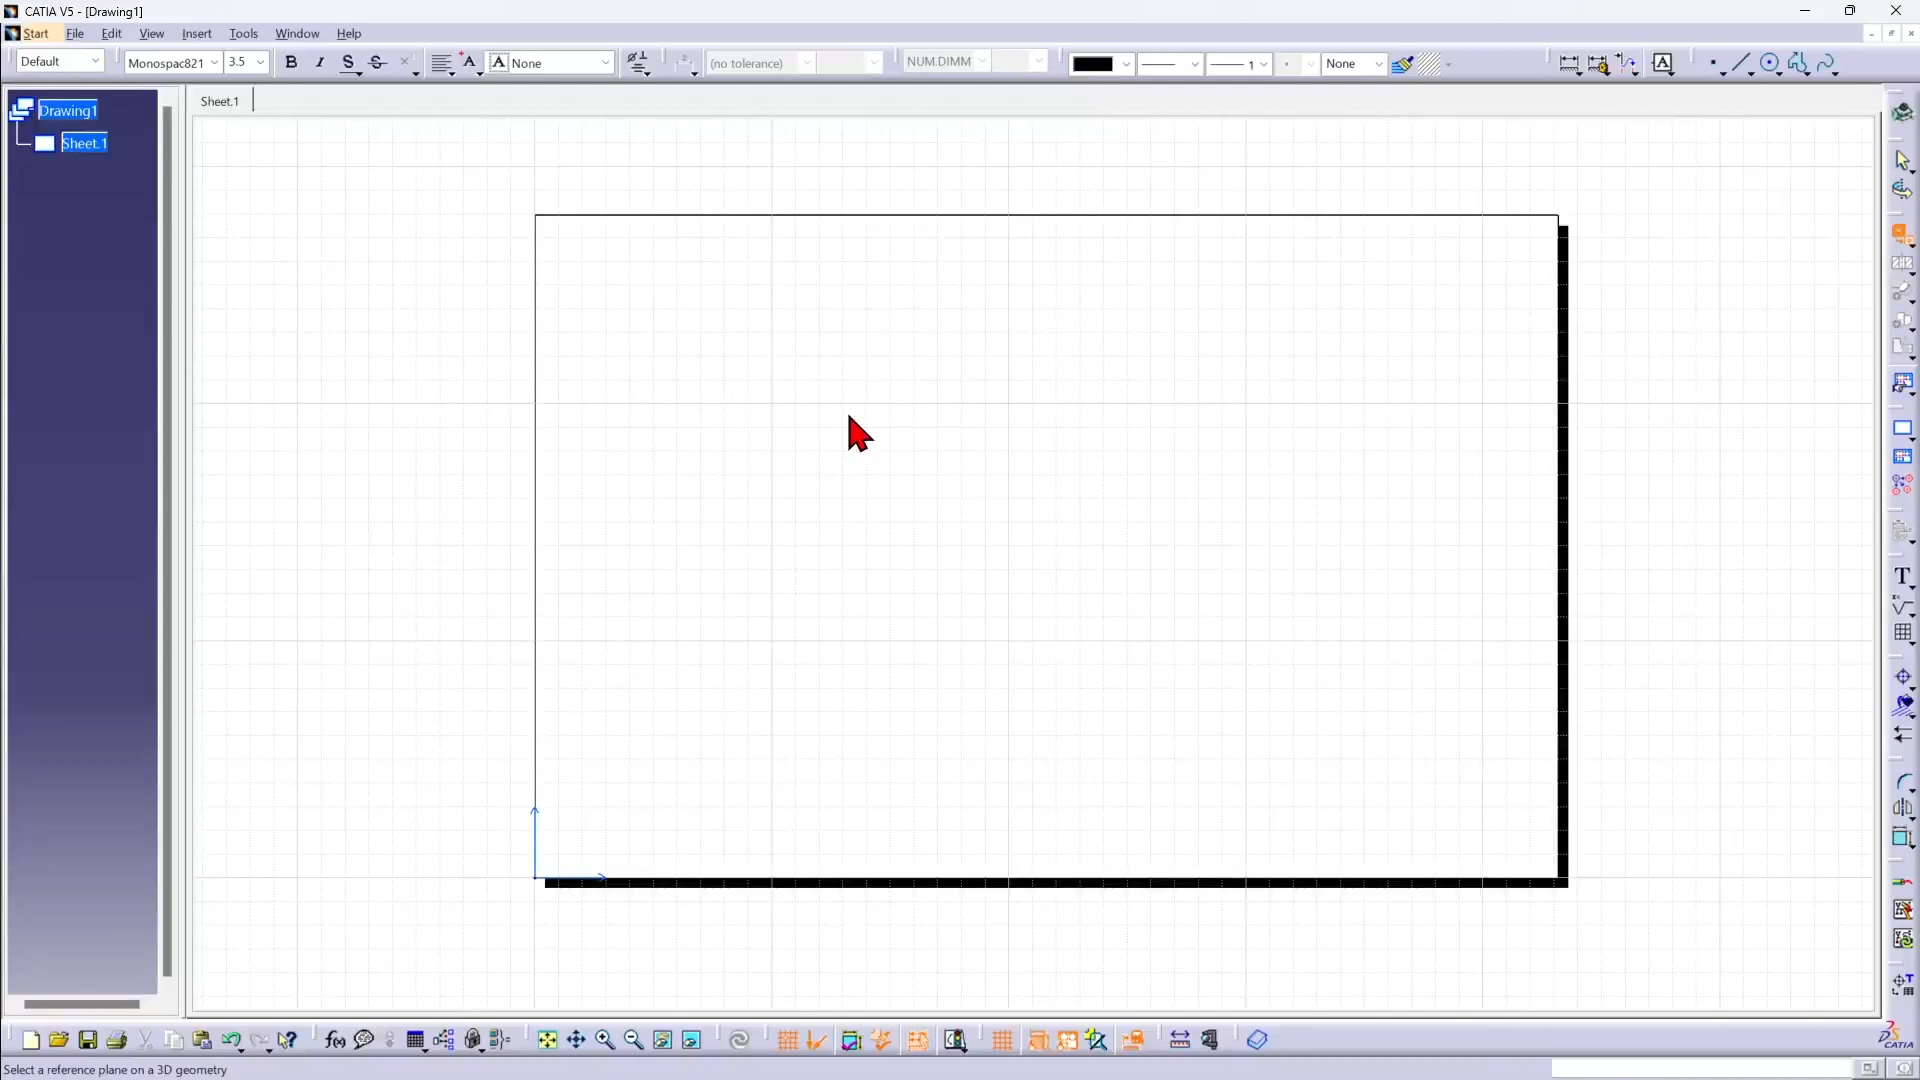 CATIA V5 - [Drawing1]
Start File Edit View Insert Tools Window Help
Default Monospac821 3.5 B I S S A A None (no tolerance) NUM.DIMM 1 None A
Drawing1
Sheet.1
Sheet.1
T
f(x)
CATIA
Select a reference plane on a 3D geometry